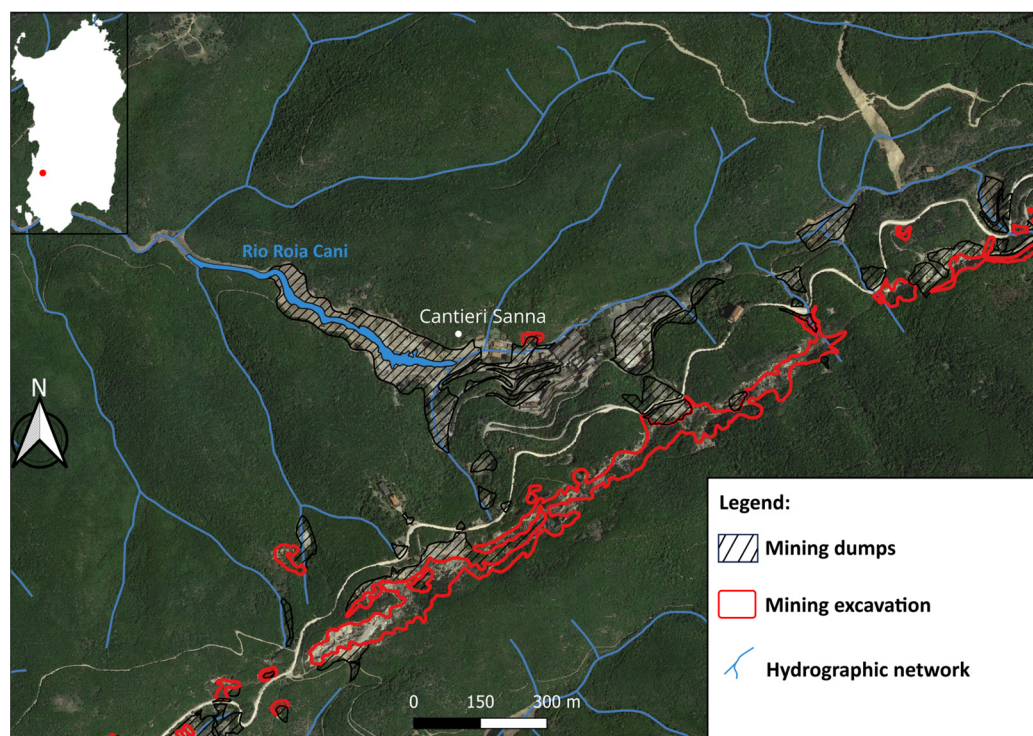 Rio Roia Cani
Cantieri Sanna
N
0 150 300 m
Legend:
Mining dumps
Mining excavation
Hydrographic network